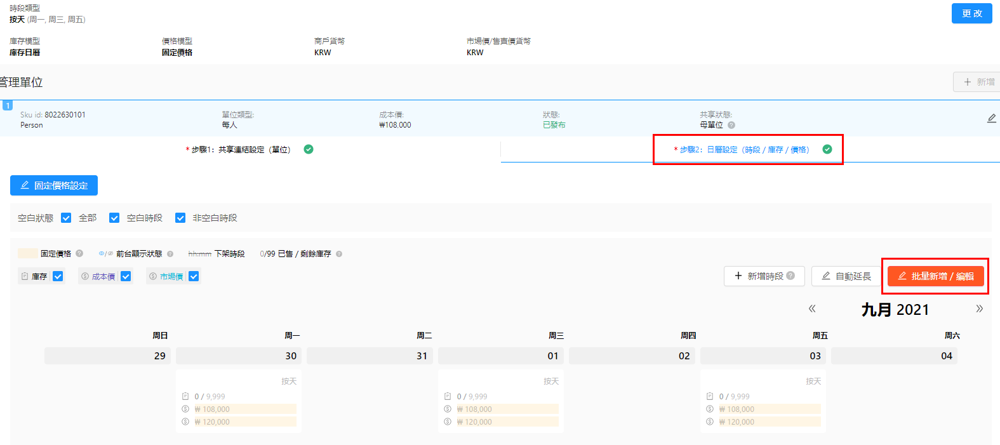 時段類型
按天 (周一, 周三, 周五)
更 改
庫存模型 價格模型 商戶貨幣 市場價/售賣價貨幣
庫存日曆 固定價格 KRW KRW
管理單位
+ 新增
1
Sku id: 8022630101 單位類型: 成本價: 狀態: 共享狀態:
Person 每人 ₩108,000 已發布 母單位 ?
* 步驟1: 共享連結設定（單位）
* 步驟2: 日曆設定（時段 / 庫存 / 價格）
固定價格設定
空白狀態 全部 空白時段 非空白時段
固定價格 ? / 前台顯示狀態 ? hh:mm 下架時段 0/99 已售 / 剩餘庫存 ?
庫存 成本價 市場價
+ 新增時段 ? 自動延長 批量新增 / 編輯
« 九月 2021 »
周日 周一 周二 周三 周四 周五 周六
29 30 31 01 02 03 04
按天 按天 按天
0 / 9,999 0 / 9,999 0 / 9,999
₩ 108,000 ₩ 108,000 ₩ 108,000
₩ 120,000 ₩ 120,000 ₩ 120,000